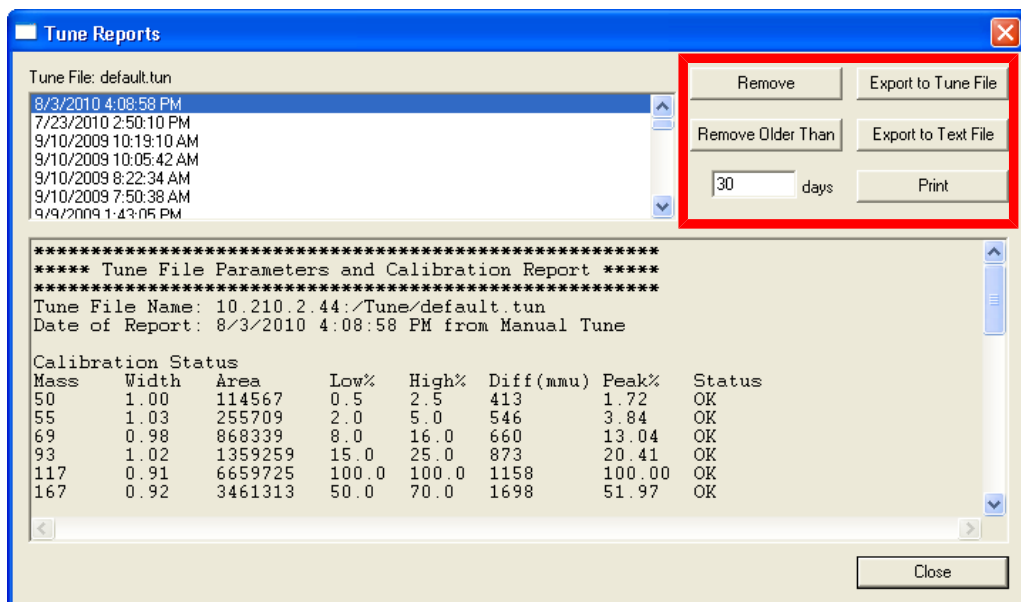 Tune Reports
Tune File: default.tun
8/3/2010 4:08:58 PM
7/23/2010 2:50:10 PM
9/10/2009 10:19:10 AM
9/10/2009 10:05:42 AM
9/10/2009 8:22:34 AM
9/10/2009 7:50:38 AM
9/9/2009 1:43:05 PM
Remove
Export to Tune File
Remove Older Than
Export to Text File
30 days
Print
*******************************************************
***** Tune File Parameters and Calibration Report *****
*******************************************************
Tune File Name: 10.210.2.44:/Tune/default.tun
Date of Report: 8/3/2010 4:08:58 PM from Manual Tune
Calibration Status
Mass Width Area Low% High% Diff(mmu) Peak% Status
50 1.00 114567 0.5 2.5 413 1.72 OK
55 1.03 255709 2.0 5.0 546 3.84 OK
69 0.98 868339 8.0 16.0 660 13.04 OK
93 1.02 1359259 15.0 25.0 873 20.41 OK
117 0.91 6659725 100.0 100.0 1158 100.00 OK
167 0.92 3461313 50.0 70.0 1698 51.97 OK
Close